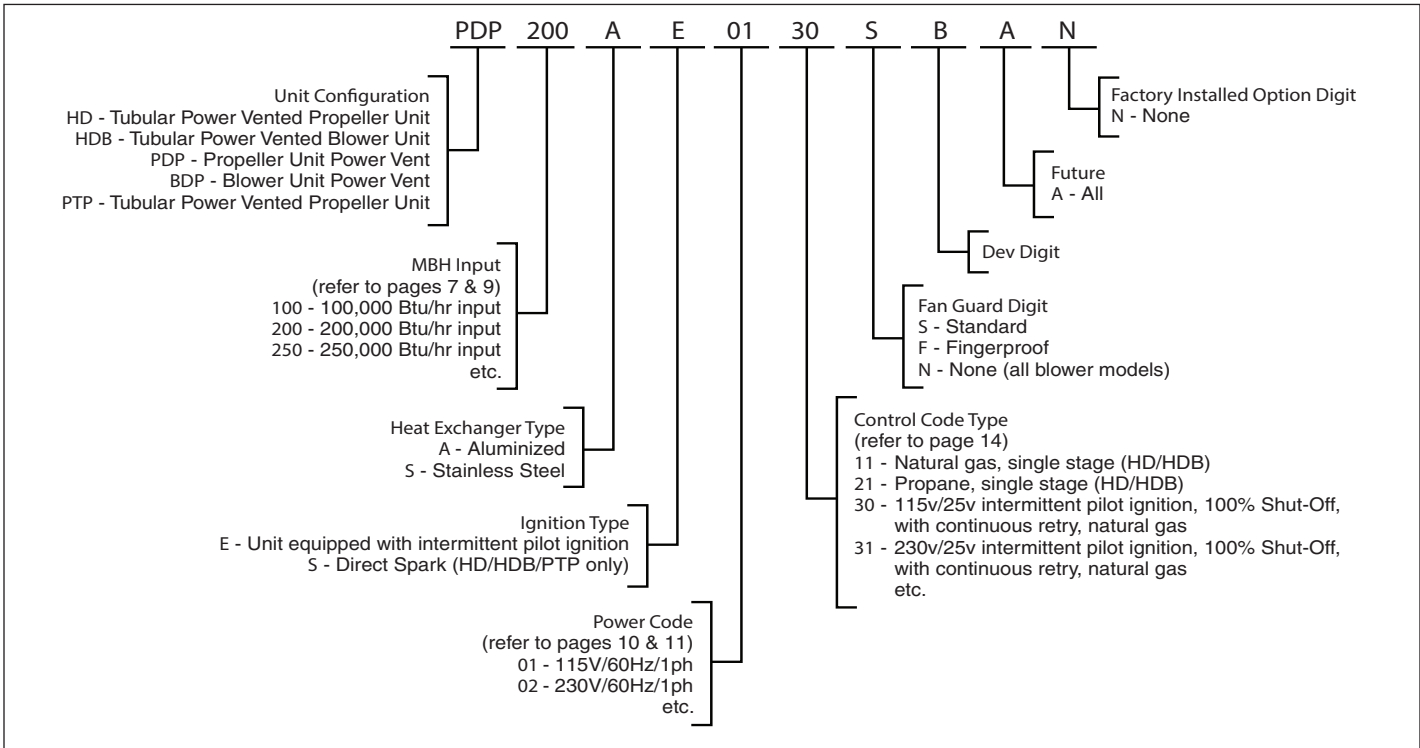 PDP 200 A E 01 30 S B A N
Unit Configuration
HD - Tubular Power Vented Propeller Unit
HDB - Tubular Power Vented Blower Unit
PDP - Propeller Unit Power Vent
BDP - Blower Unit Power Vent
PTP - Tubular Power Vented Propeller Unit
MBH Input
(refer to pages 7 & 9)
100 - 100,000 Btu/hr input
200 - 200,000 Btu/hr input
250 - 250,000 Btu/hr input
etc.
Heat Exchanger Type
A - Aluminized
S - Stainless Steel
Ignition Type
E - Unit equipped with intermittent pilot ignition
S - Direct Spark (HD/HDB/PTP only)
Power Code
(refer to pages 10 & 11)
01 - 115V/60Hz/1ph
02 - 230V/60Hz/1ph
etc.
Factory Installed Option Digit
N - None
Future
A - All
Dev Digit
Fan Guard Digit
S - Standard
F - Fingerproof
N - None (all blower models)
Control Code Type
(refer to page 14)
11 - Natural gas, single stage (HD/HDB)
21 - Propane, single stage (HD/HDB)
30 - 115v/25v intermittent pilot ignition, 100% Shut-Off,
with continuous retry, natural gas
31 - 230v/25v intermittent pilot ignition, 100% Shut-Off,
with continuous retry, natural gas
etc.